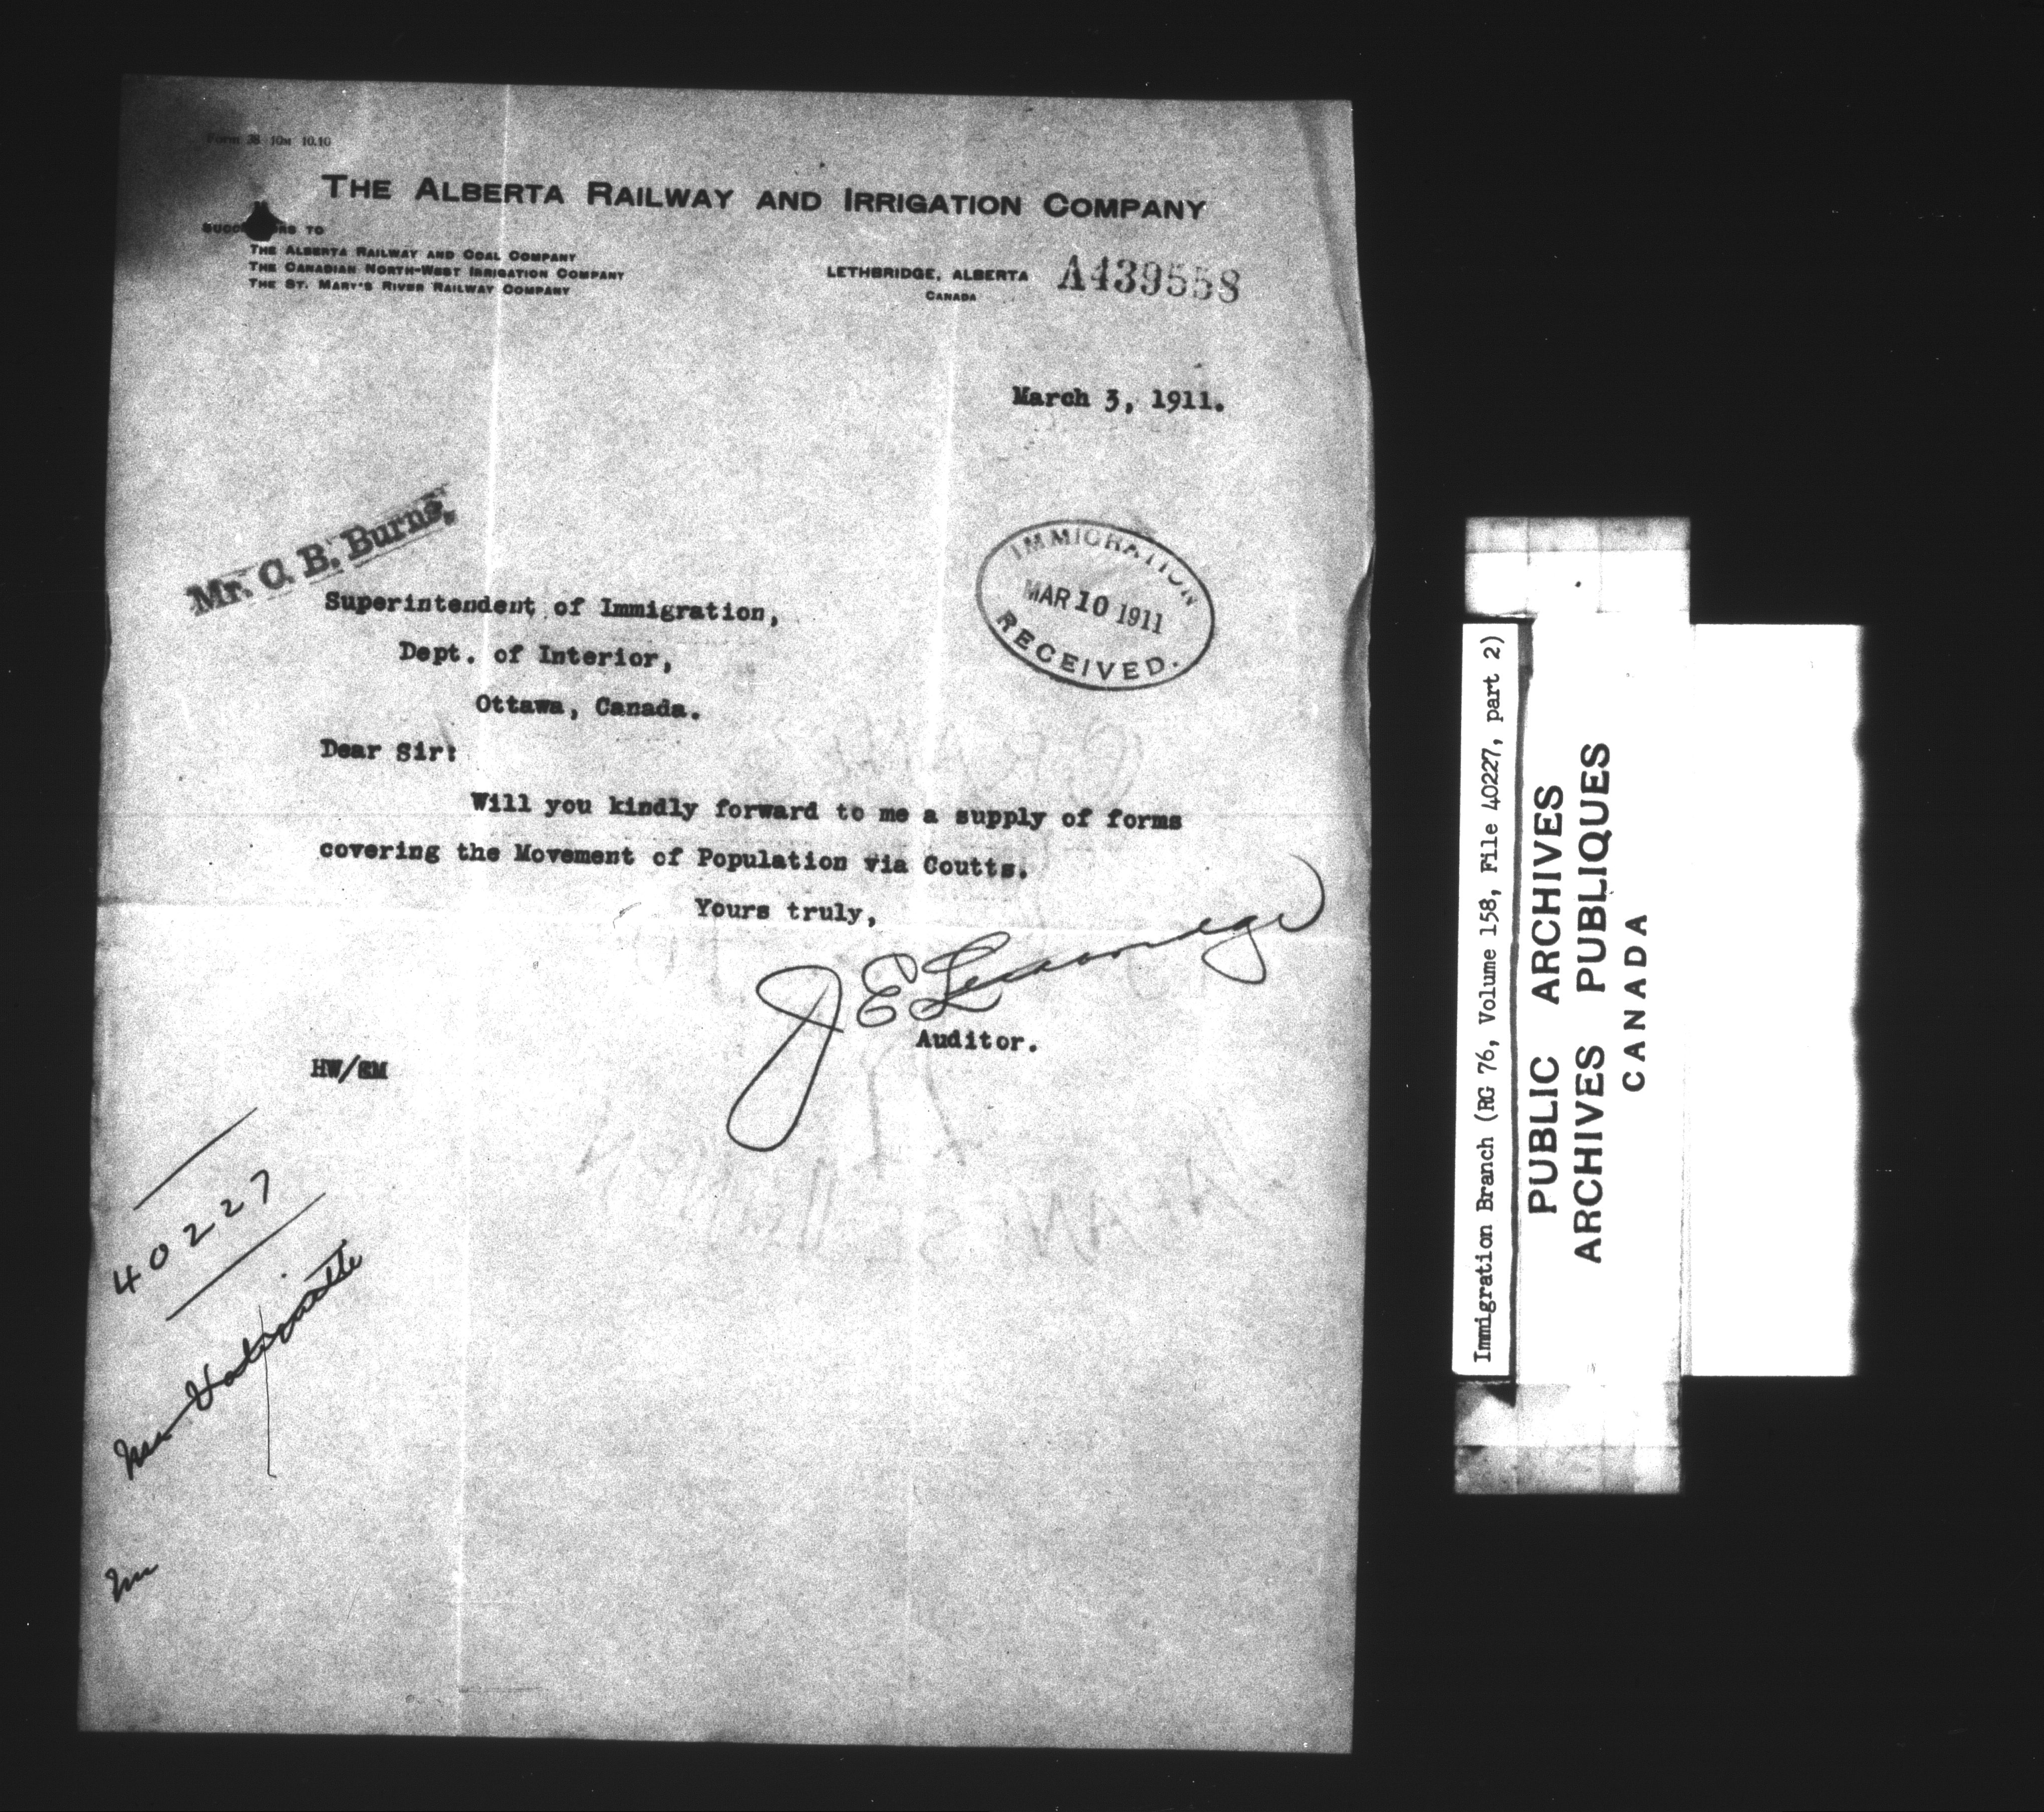 Form 28 10M 10.10
THE ALBERTA RAILWAY AND IRRIGATION COMPANY
TO
THE ALBERTA RAILWAY AND COAL COMPANY
THE CANADIAN NORTH-WEST IRRIGATION COMPANY
THE ST. MARY'S RIVER RAILWAY COMPANY
LETHBRIDGE, ALBERTA A439558
CANADA
March 3, 1911.
Mr. C. B. Burns,
IMMIGRATION
MAR 10 1911
RECEIVED.
Superintendent of Immigration,
Dept. of Interior,
Ottawa, Canada.
Dear Sir:
Will you kindly forward to me a supply of forms
covering the Movement of Population via Coutts.
Yours truly,
J E
Auditor.
HW/SM
40227
Immigration Branch (RG 76, Volume 158, File 40227, part 2)
PUBLIC ARCHIVES
ARCHIVES PUBLIQUES
CANADA